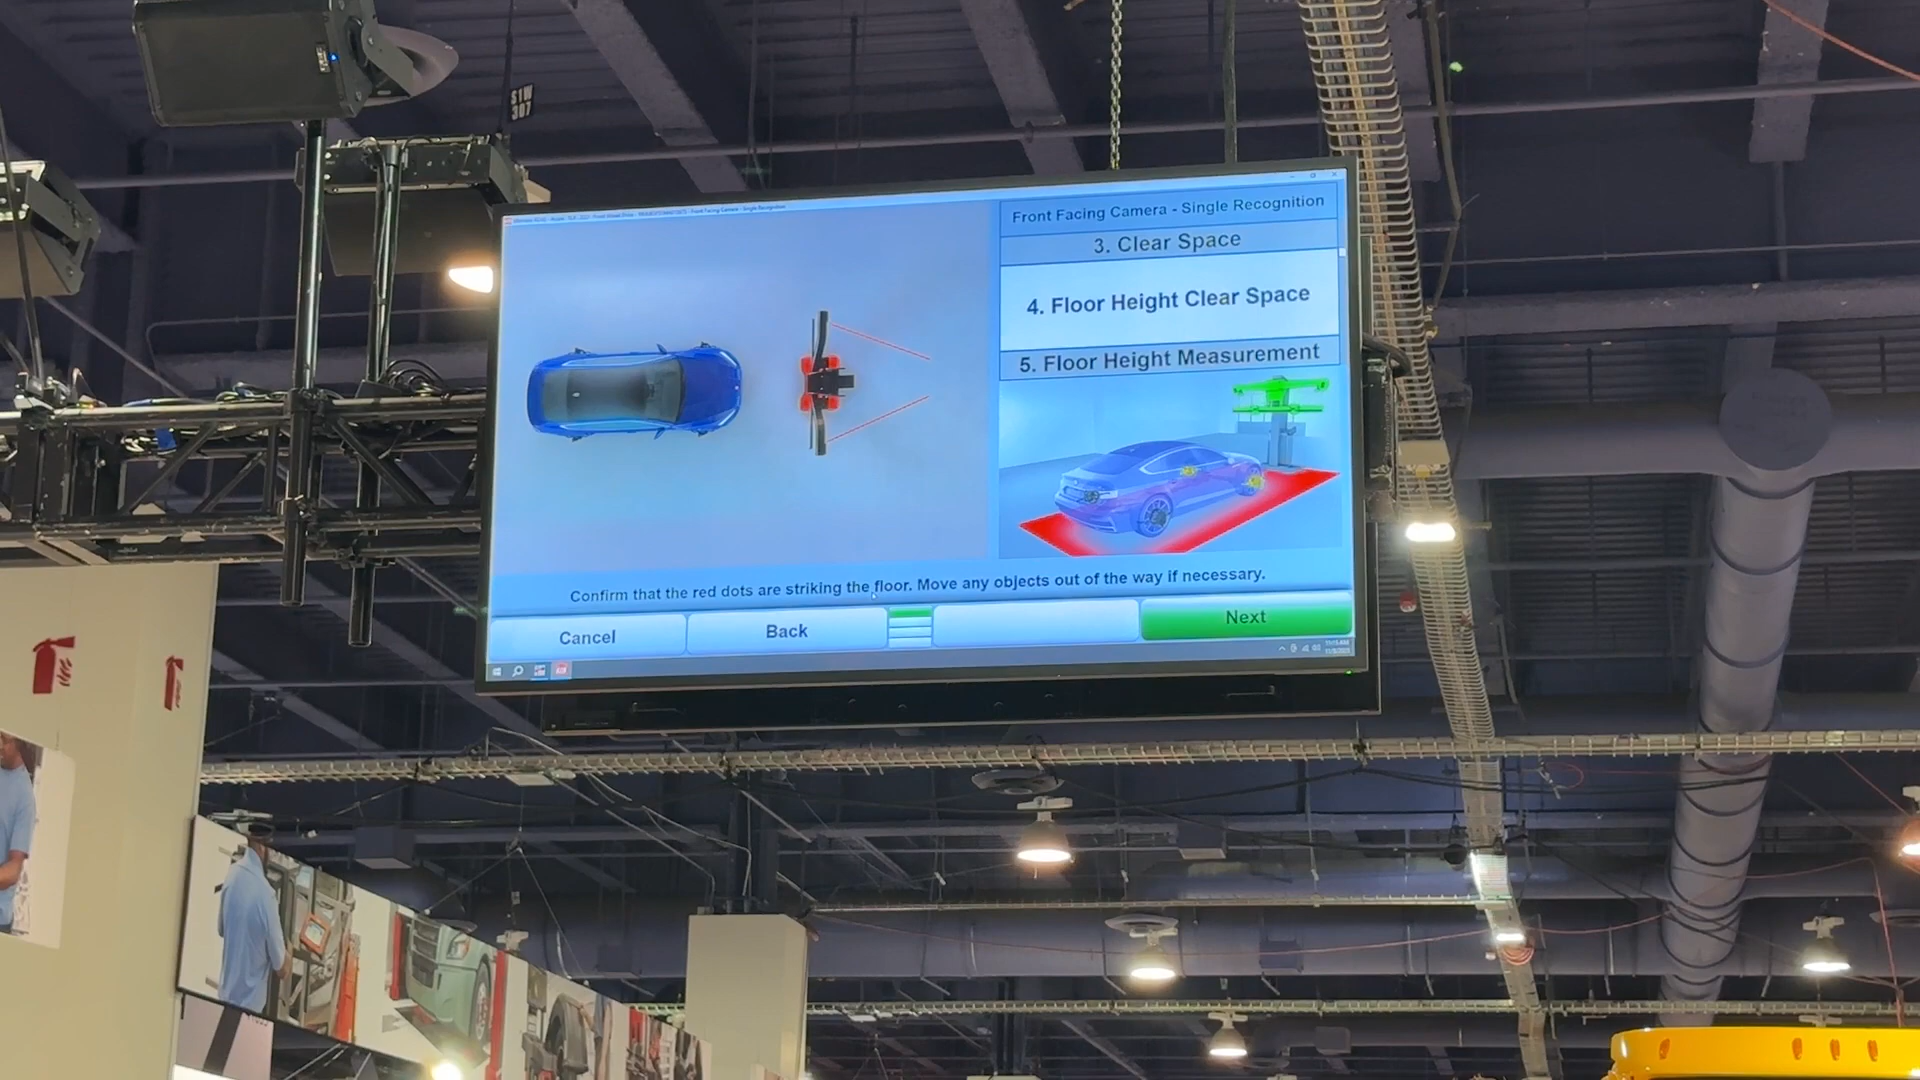 S1W
307
Front Facing Camera - Single Recognition
3. Clear Space
4. Floor Height Clear Space
5. Floor Height Measurement
Confirm that the red dots are striking the floor. Move any objects out of the way if necessary.
Cancel
Back
Next